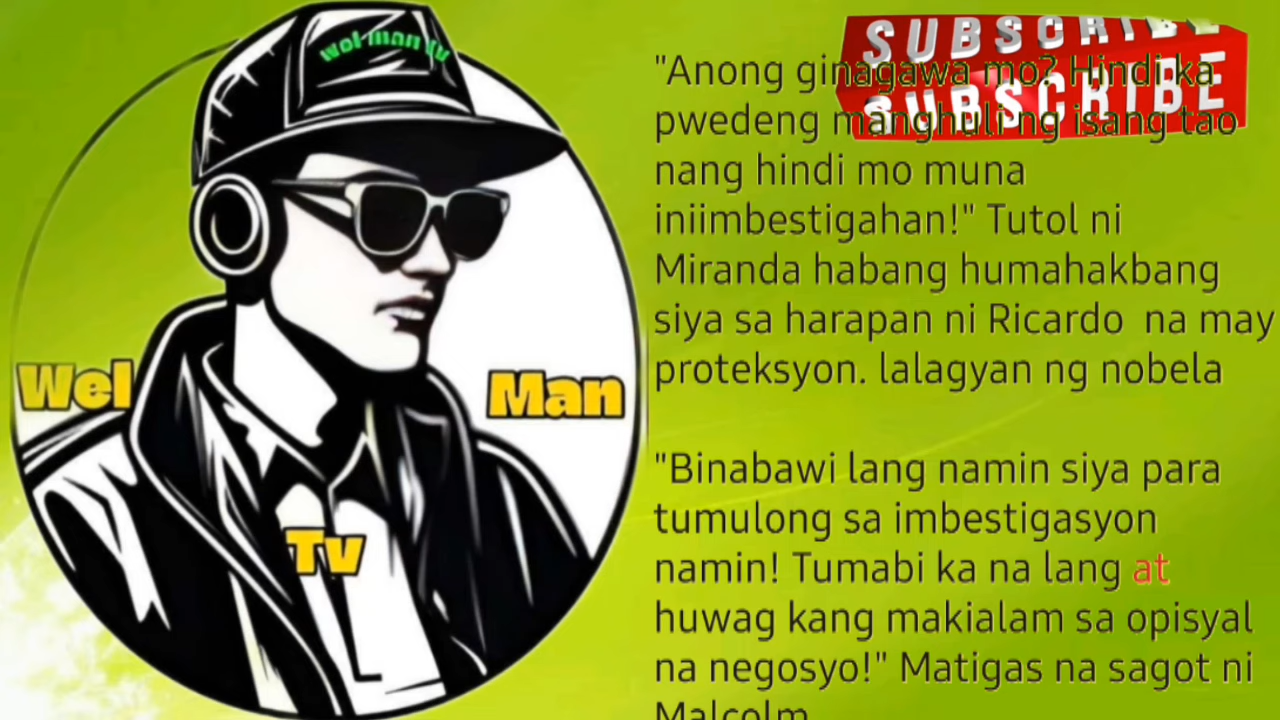 wol man tv
Wel
Man
Tv
SUBSCRIBE
SUBSCRIBE
"Anong ginagawa mo? Hindi ka
pwedeng manghuli ng isang tao
nang hindi mo muna
iniimbestigahan!" Tutol ni
Miranda habang humahakbang
siya sa harapan ni Ricardo na may
proteksyon. lalagyan ng nobela
"Binabawi lang namin siya para
tumulong sa imbestigasyon
namin! Tumabi ka na lang at
huwag kang makialam sa opisyal
na negosyo!" Matigas na sagot ni
Malcolm